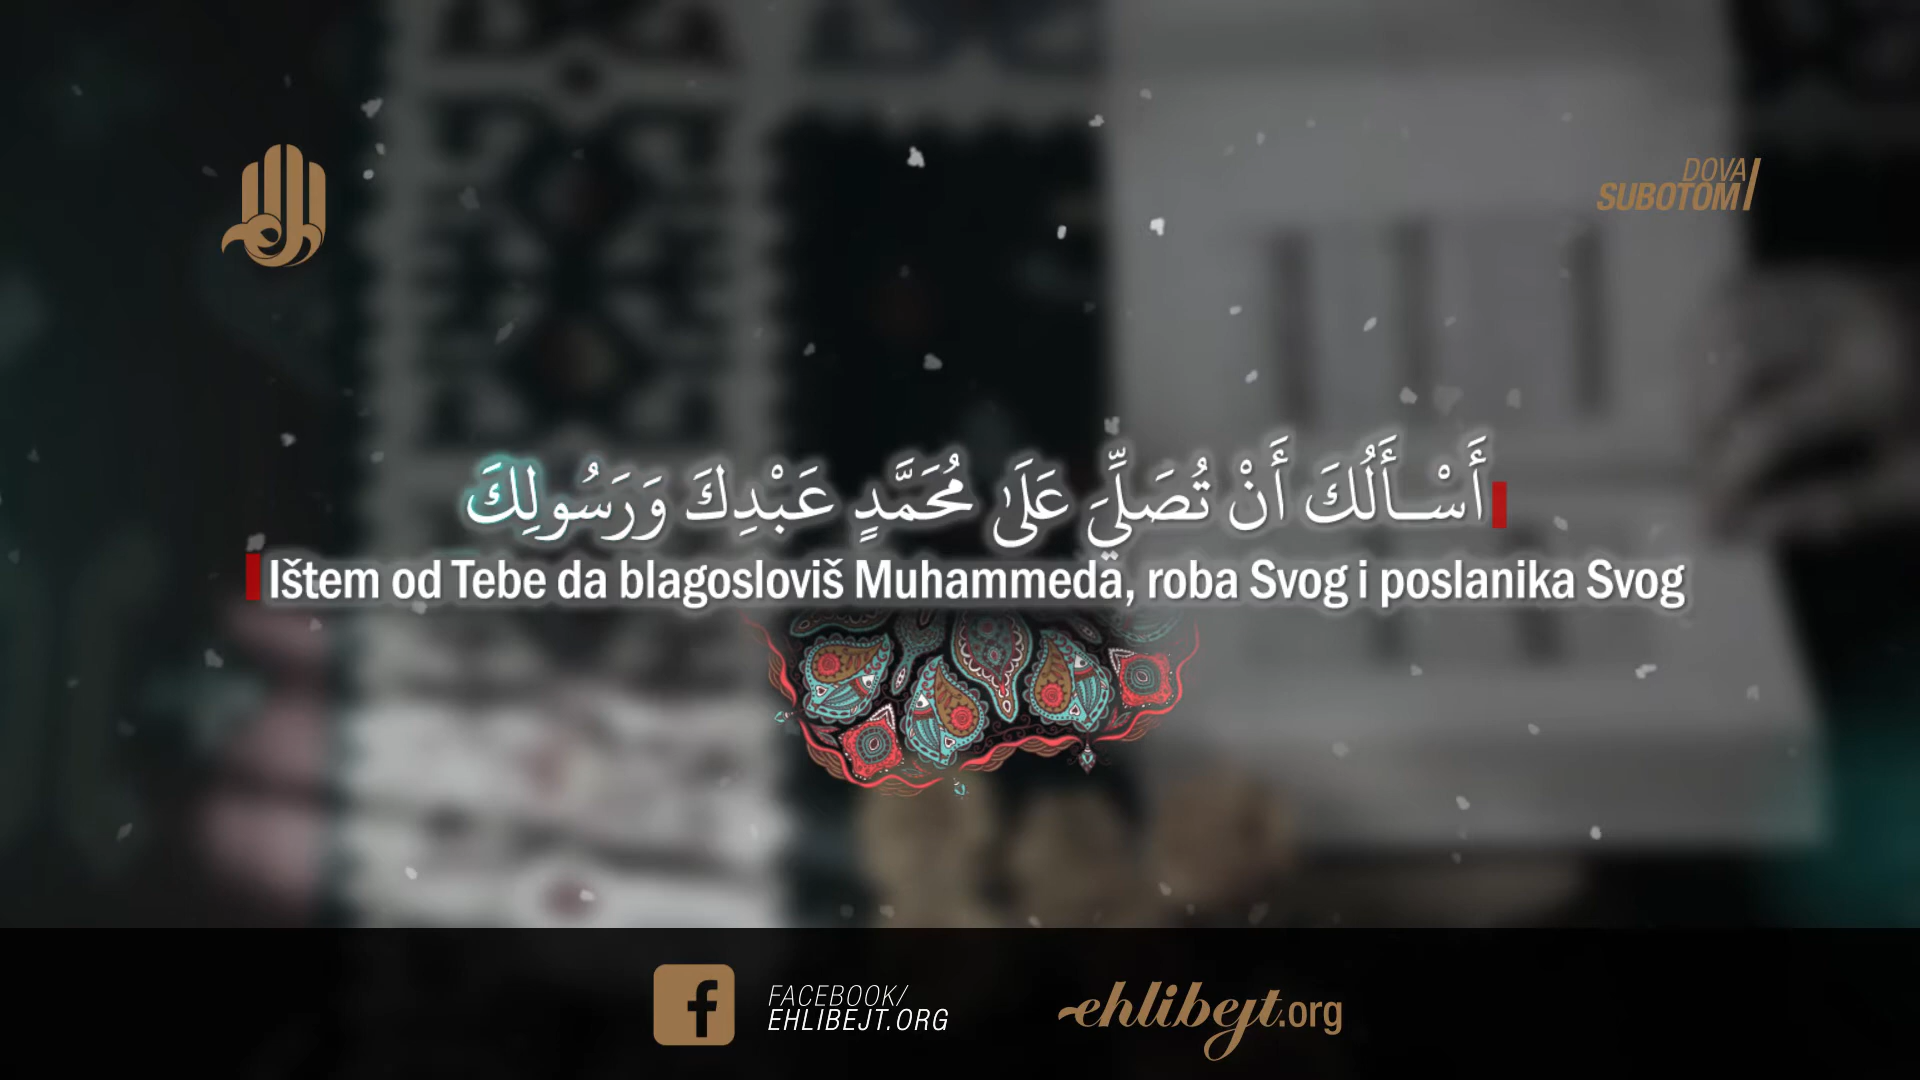 DOVA
SUBOTOM
أَسْـأَلُكَ أَنْ تُصَلِّيَ عَلَىٰ مُحَمَّدٍ عَبْدِكَ وَرَسُولِكَ
Ištem od Tebe da blagosloviš Muhammeda, roba Svog i poslanika Svog
FACEBOOK/
EHLIBEJT.ORG
ehlibejt.org